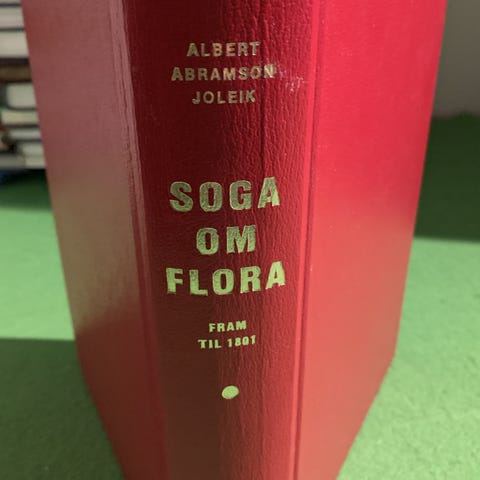 ALBERT
ABRAMSON
JOLEIK
SOGA
OM
FLORA
FRAM
TIL 1801